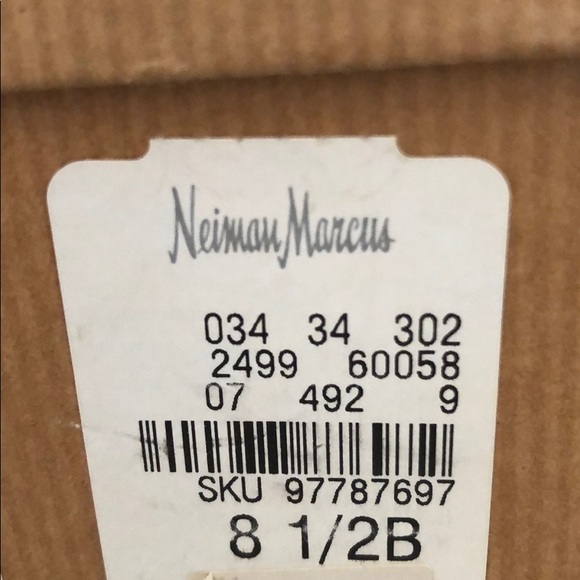 Neiman Marcus
034 34 302
2499 60058
07 492 9
SKU 97787697
8 1/2B